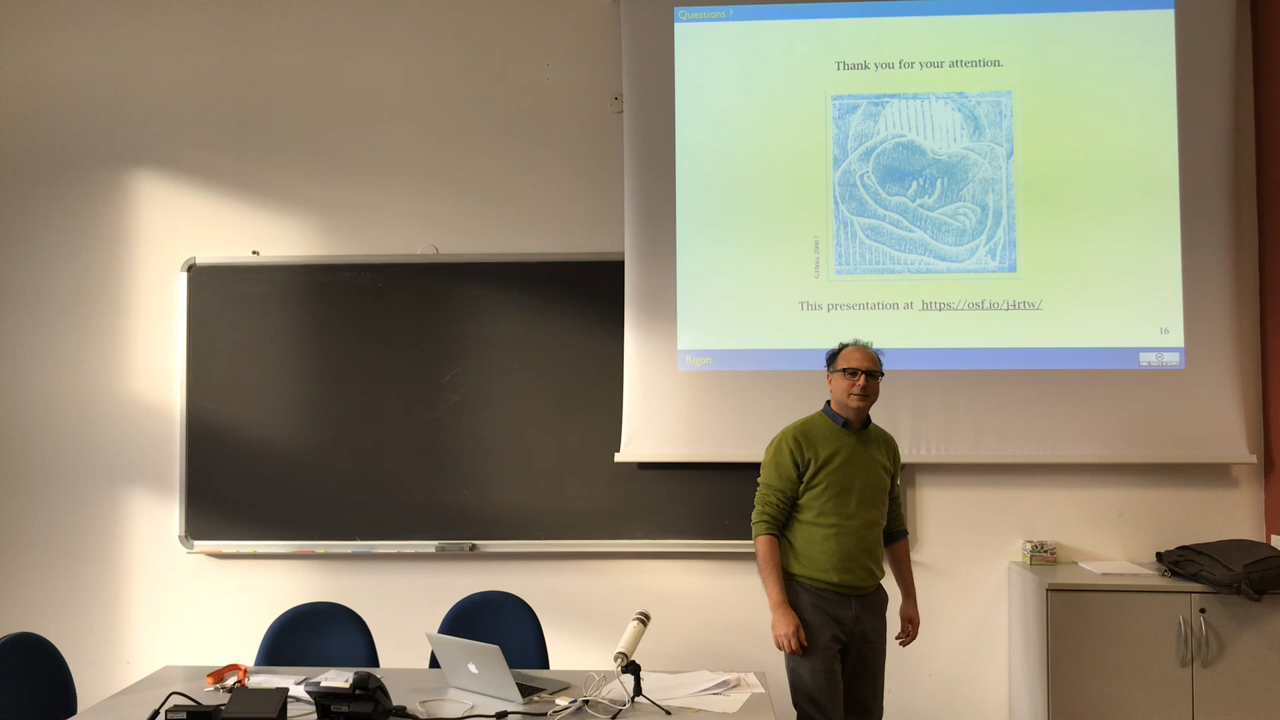 Questions ?
Thank you for your attention.
This presentation at https://osf.io/j4rtw/
16
Rigon